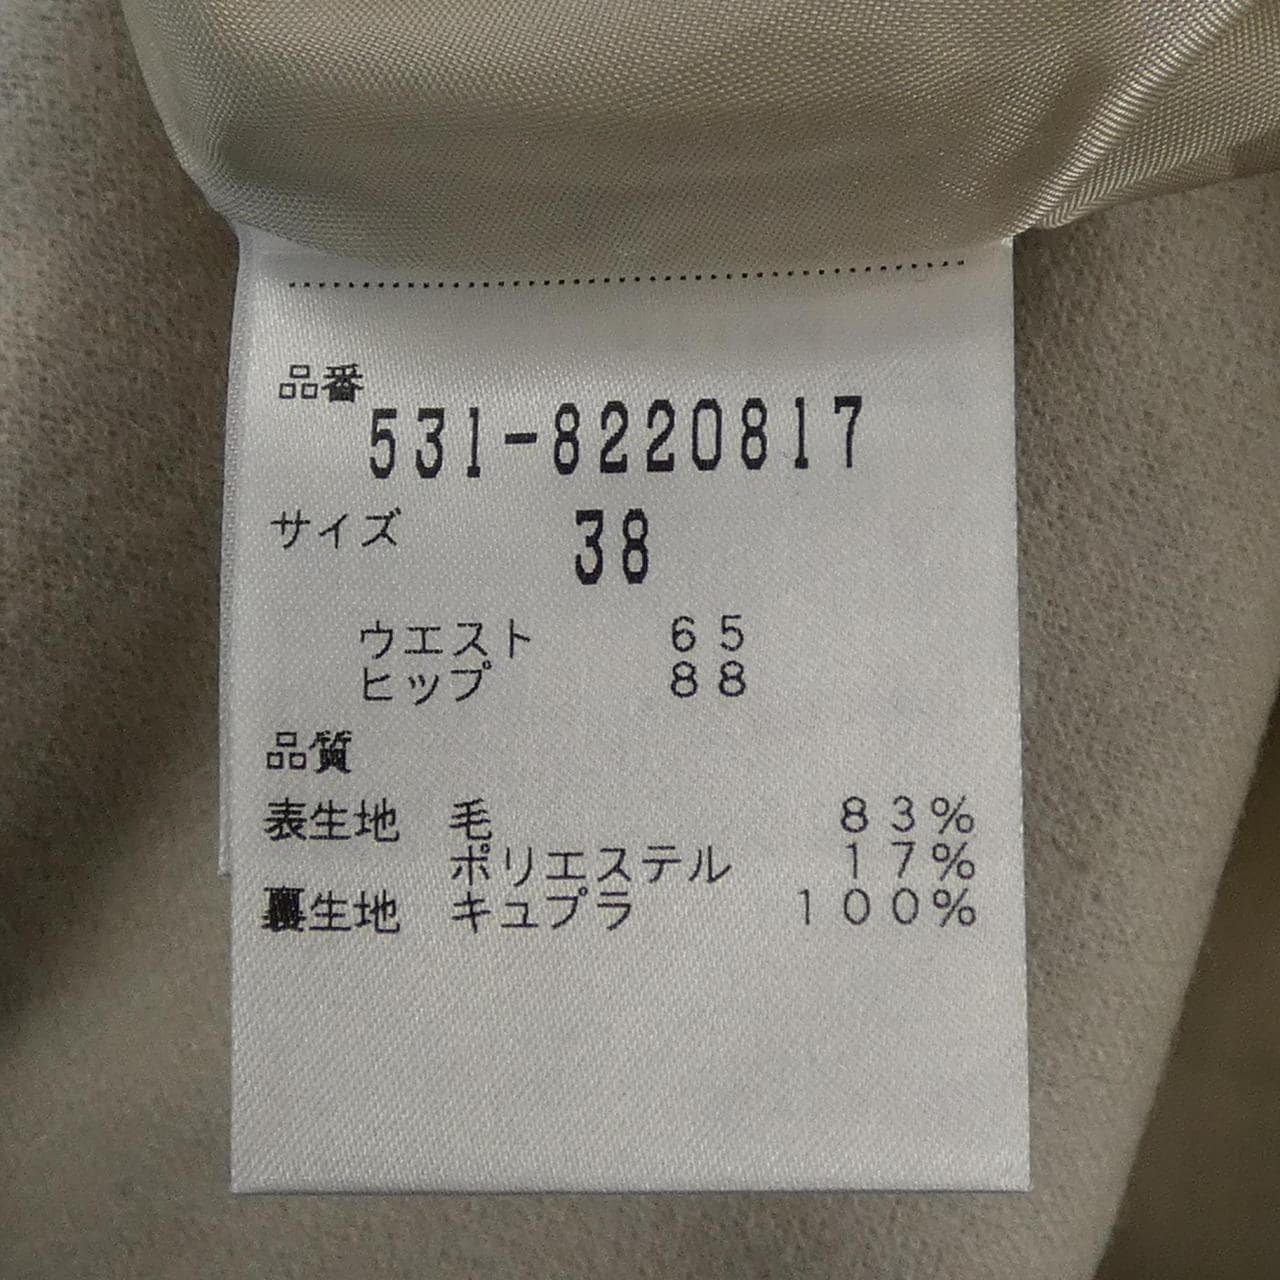 品番
531-8220817
サイズ 38
ウエスト 65
ヒップ 88
品質
表生地 毛 83%
ポリエステル 17%
裏生地 キュプラ 100%